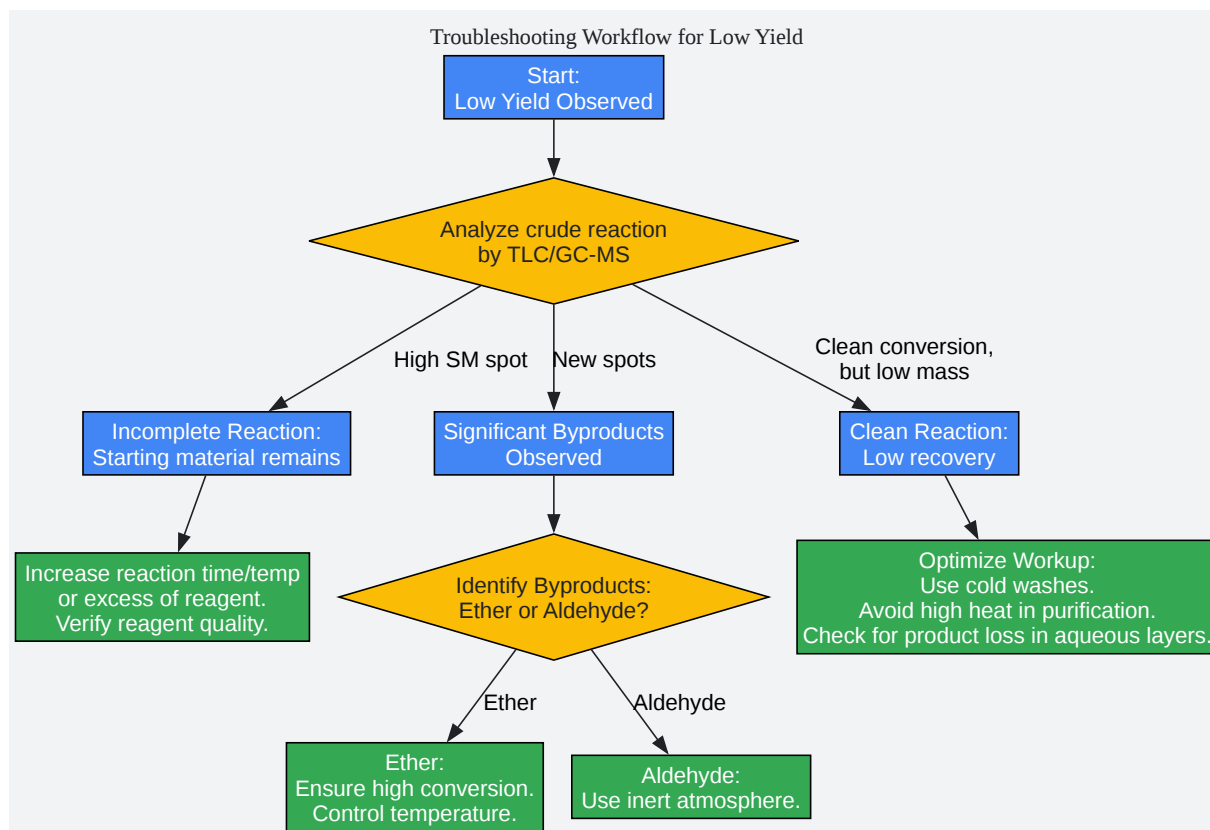 Troubleshooting Workflow for Low Yield
Start:
Low Yield Observed
Analyze crude reaction
by TLC/GC-MS
High SM spot
New spots
Clean conversion,
but low mass
Incomplete Reaction:
Starting material remains
Significant Byproducts
Observed
Clean Reaction:
Low recovery
Increase reaction time/temp
or excess of reagent.
Verify reagent quality.
Identify Byproducts:
Ether or Aldehyde?
Optimize Workup:
Use cold washes.
Avoid high heat in purification.
Check for product loss in aqueous layers.
Ether
Aldehyde
Ether:
Ensure high conversion.
Control temperature.
Aldehyde:
Use inert atmosphere.